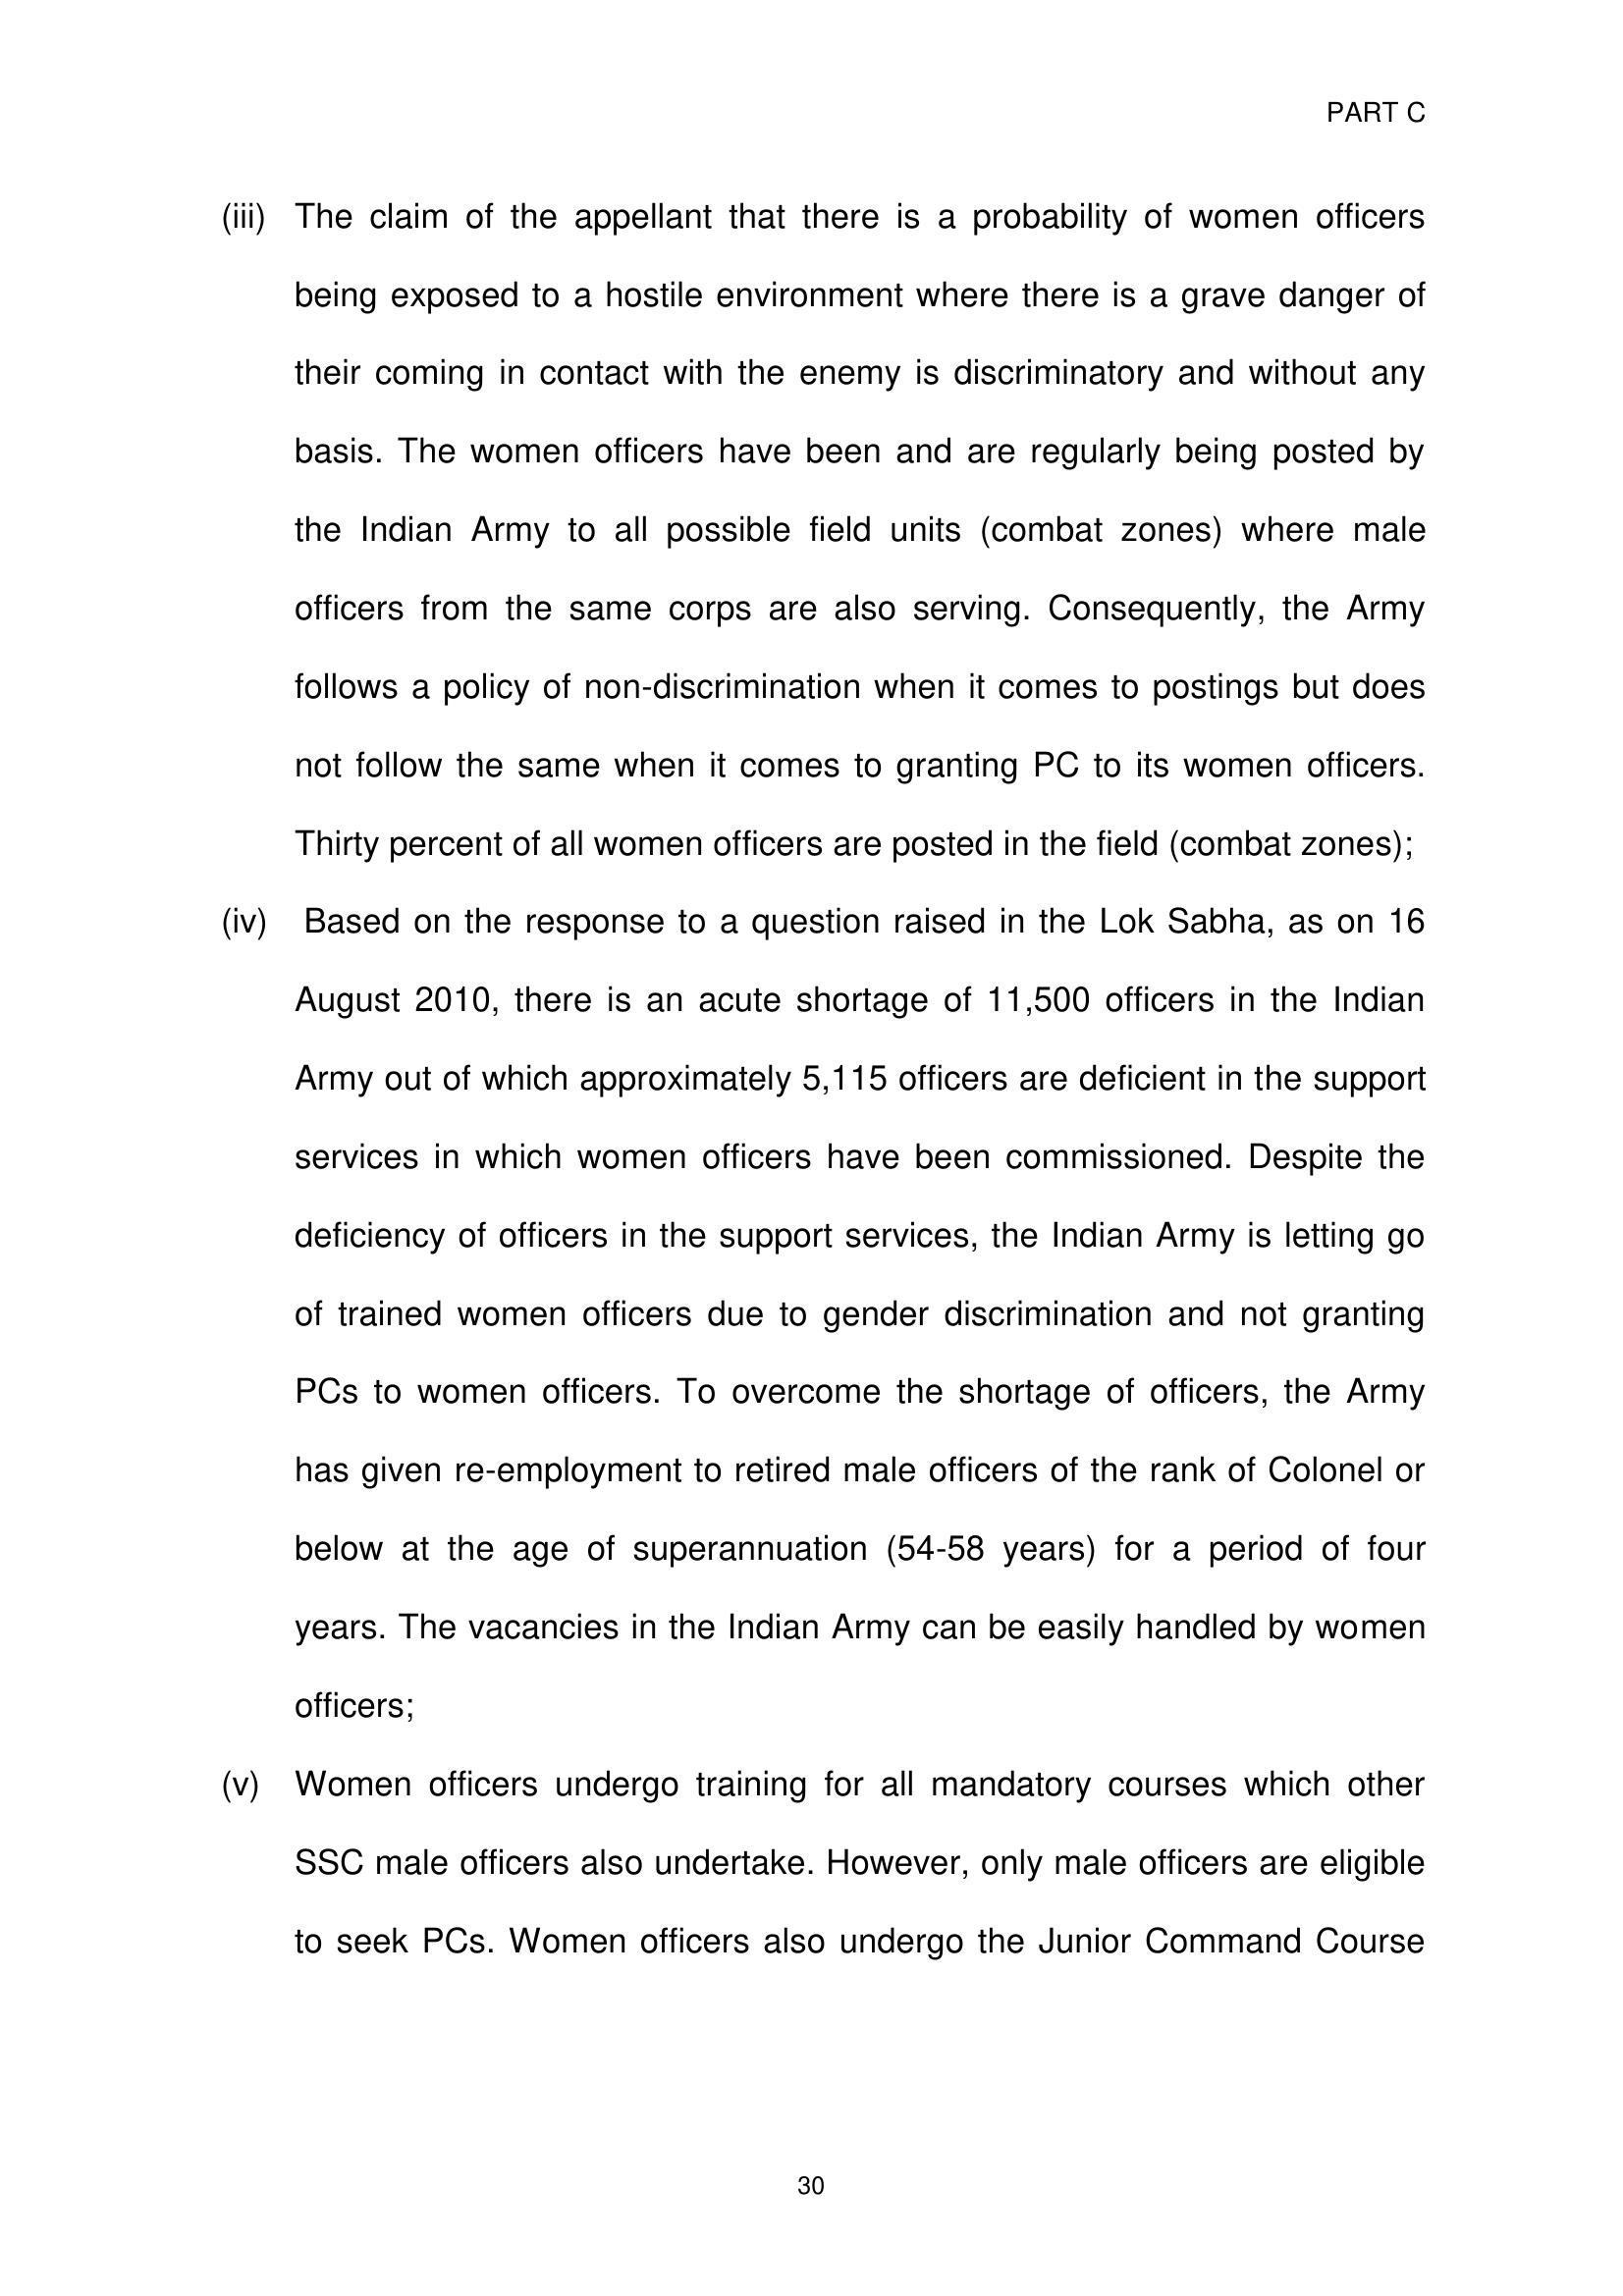 PART C
(iii) The claim of the appellant that there is a probability of women officers
being exposed to a hostile environment where there is a grave danger of
their coming in contact with the enemy is discriminatory and without any
basis. The women officers have been and are regularly being posted by
the Indian Army to all possible field units (combat zones) where male
officers from the same corps are also serving. Consequently, the Army
follows a policy of non-discrimination when it comes to postings but does
not follow the same when it comes to granting PC to its women officers.
Thirty percent of all women officers are posted in the field (combat zones);
(iv) Based on the response to a question raised in the Lok Sabha, as on 16
August 2010, there is an acute shortage of 11,500 officers in the Indian
Army out of which approximately 5,115 officers are deficient in the support
services in which women officers have been commissioned. Despite the
deficiency of officers in the support services, the Indian Army is letting go
of trained women officers due to gender discrimination and not granting
PCs to women officers. To overcome the shortage of officers, the Army
has given re-employment to retired male officers of the rank of Colonel or
below at the age of superannuation (54-58 years) for a period of four
years. The vacancies in the Indian Army can be easily handled by women
officers;
(v) Women officers undergo training for all mandatory courses which other
SSC male officers also undertake. However, only male officers are eligible
to seek PCs. Women officers also undergo the Junior Command Course
30